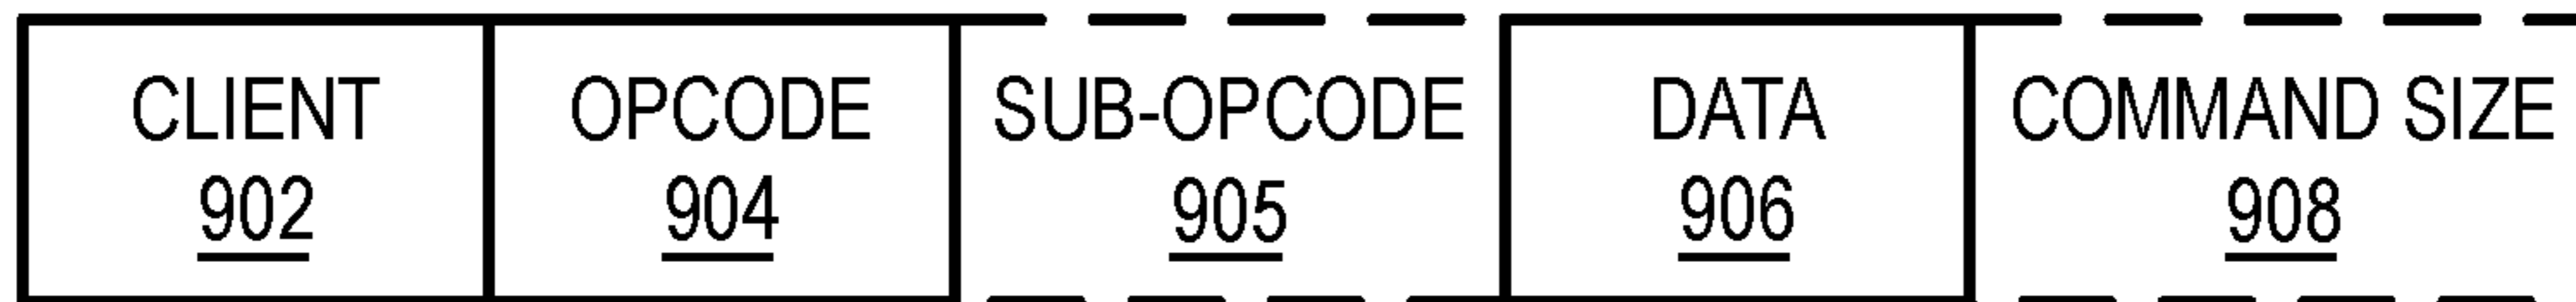 CLIENT OPCODE SUB-OPCODE DATA COMMAND SIZE
902 904 905 906 908